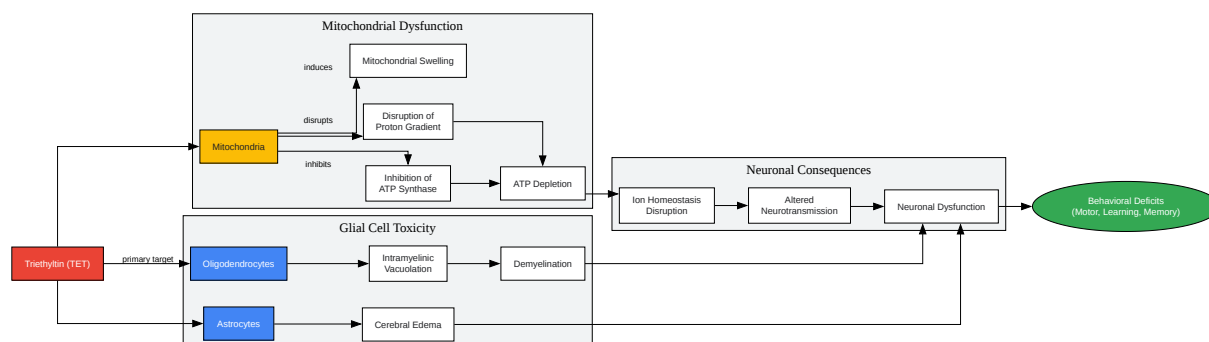 Mitochondrial Dysfunction
induces
Mitochondrial Swelling
disrupts
Disruption of
Proton Gradient
Mitochondria
inhibits
Inhibition of
ATP Synthase
ATP Depletion
Neuronal Consequences
Ion Homeostasis
Disruption
Altered
Neurotransmission
Neuronal Dysfunction
Behavioral Deficits
(Motor, Learning, Memory)
Glial Cell Toxicity
Triethyltin (TET)
primary target
Oligodendrocytes
Intramyelinic
Vacuolation
Demyelination
Astrocytes
Cerebral Edema